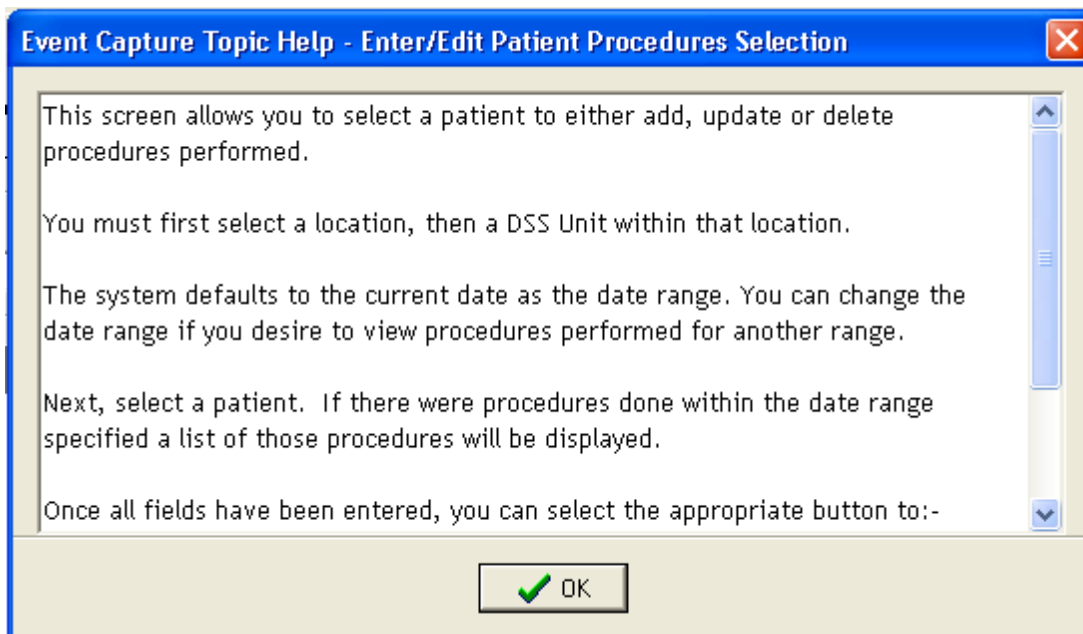 Event Capture Topic Help - Enter/Edit Patient Procedures Selection
This screen allows you to select a patient to either add, update or delete
procedures performed.
You must first select a location, then a DSS Unit within that location.
The system defaults to the current date as the date range. You can change the
date range if you desire to view procedures performed for another range.
Next, select a patient.  If there were procedures done within the date range
specified a list of those procedures will be displayed.
Once all fields have been entered, you can select the appropriate button to:-
OK